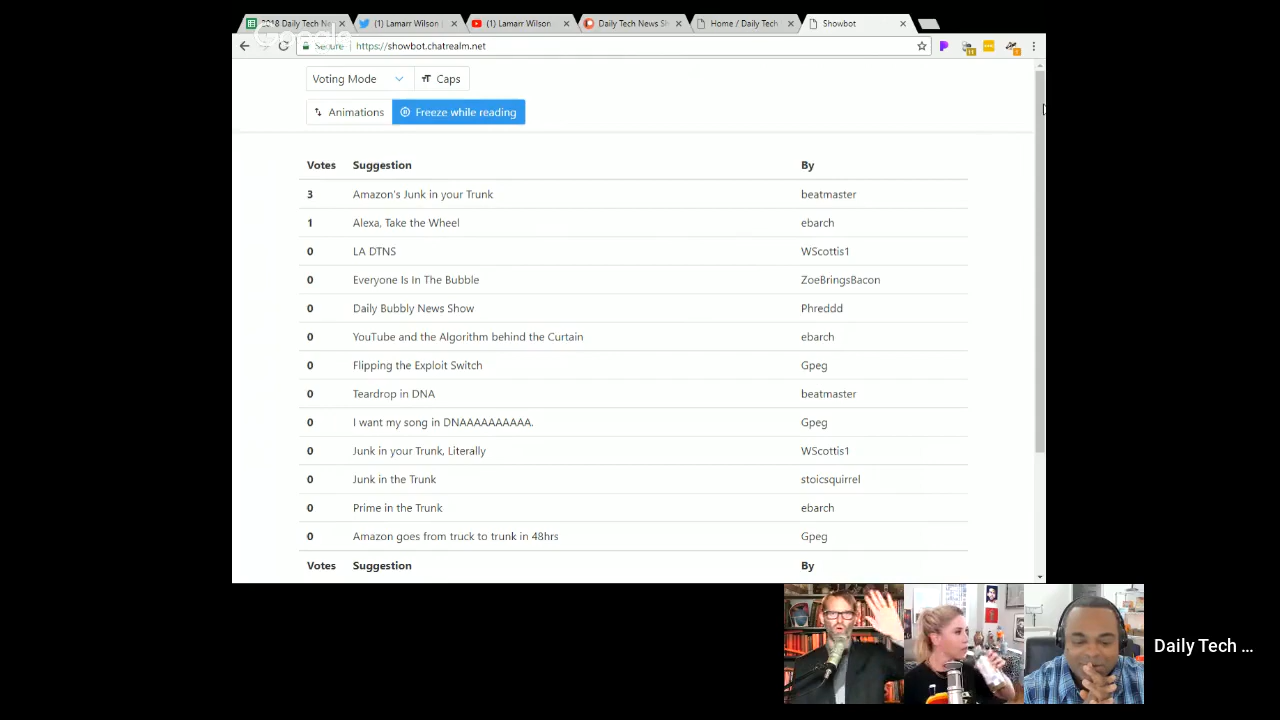 2018 Daily Tech Ne
(1) Lamarr Wilson
(1) Lamarr Wilson
Daily Tech News Sh
Home / Daily Tech
Showbot
Google
Secure
https://showbot.chatrealm.net
Voting Mode
Caps
Animations
Freeze while reading
Votes Suggestion By
3 Amazon's Junk in your Trunk beatmaster
1 Alexa, Take the Wheel ebarch
0 LA DTNS WScottis1
0 Everyone Is In The Bubble ZoeBringsBacon
0 Daily Bubbly News Show Phreddd
0 YouTube and the Algorithm behind the Curtain ebarch
0 Flipping the Exploit Switch Gpeg
0 Teardrop in DNA beatmaster
0 I want my song in DNAAAAAAAAAA. Gpeg
0 Junk in your Trunk, Literally WScottis1
0 Junk in the Trunk stoicsquirrel
0 Prime in the Trunk ebarch
0 Amazon goes from truck to trunk in 48hrs Gpeg
Votes Suggestion By
Daily Tech ...